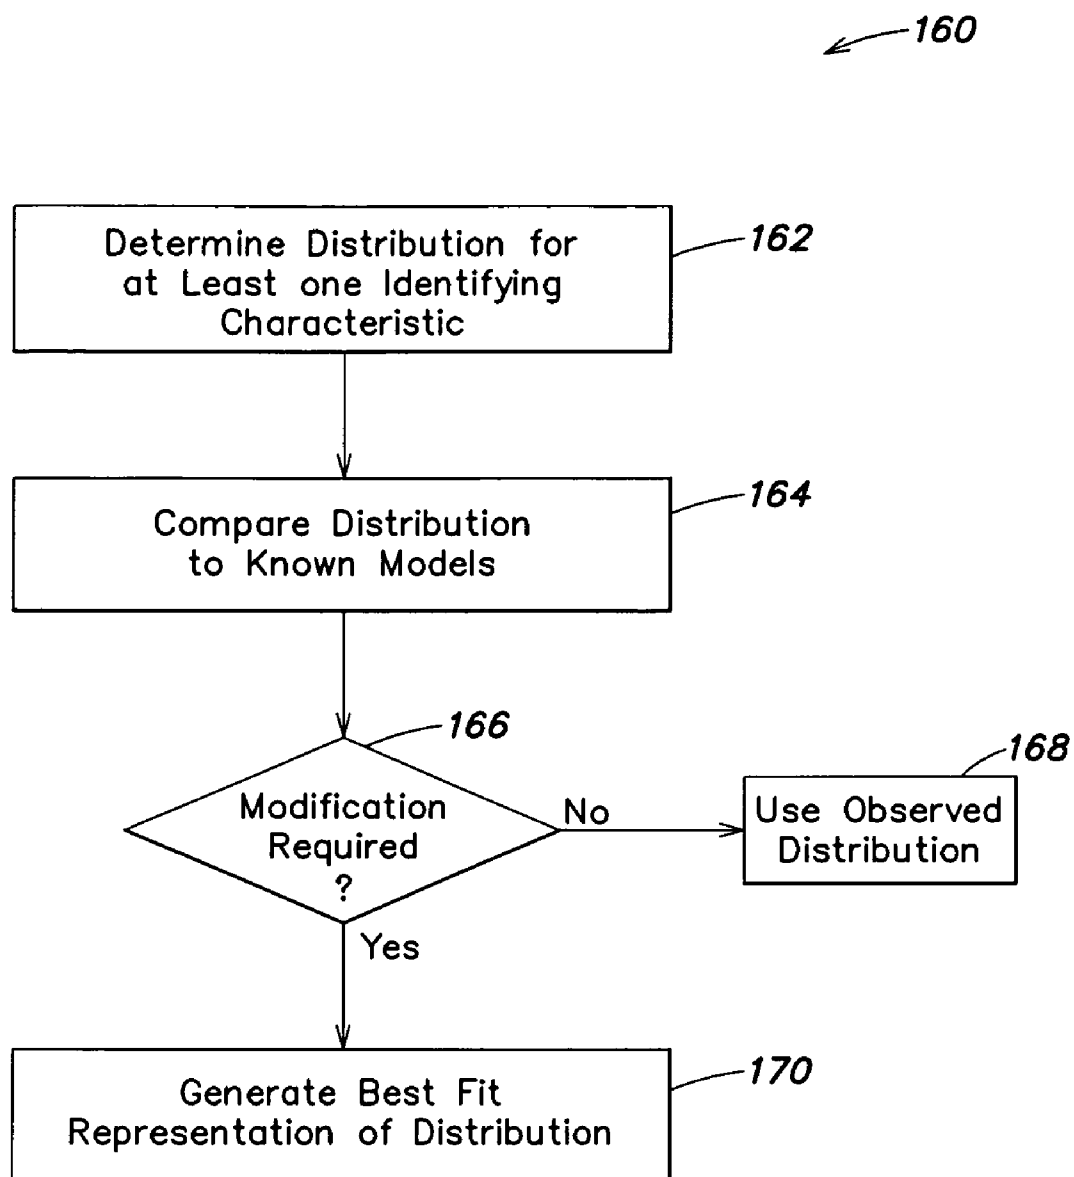 160
Determine Distribution for
at Least one Identifying
Characteristic
162
Compare Distribution
to Known Models
164
166
Modification
Required
?
No
168
Use Observed
Distribution
Yes
Generate Best Fit
Representation of Distribution
170